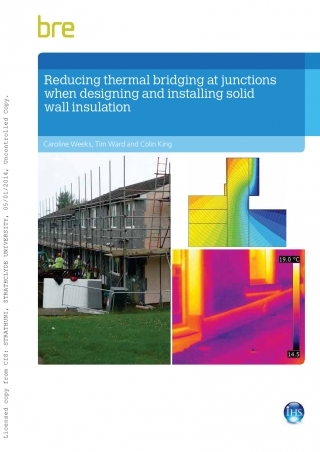 bre
Reducing thermal bridging at junctions
when designing and installing solid
wall insulation
Caroline Weeks, Tim Ward and Colin King
19.0 °C
14.5
IHS
Licensed copy from CIS: STRATHUNI, STRATHCLYDE UNIVERSITY, 05/01/2014, Uncontrolled Copy.